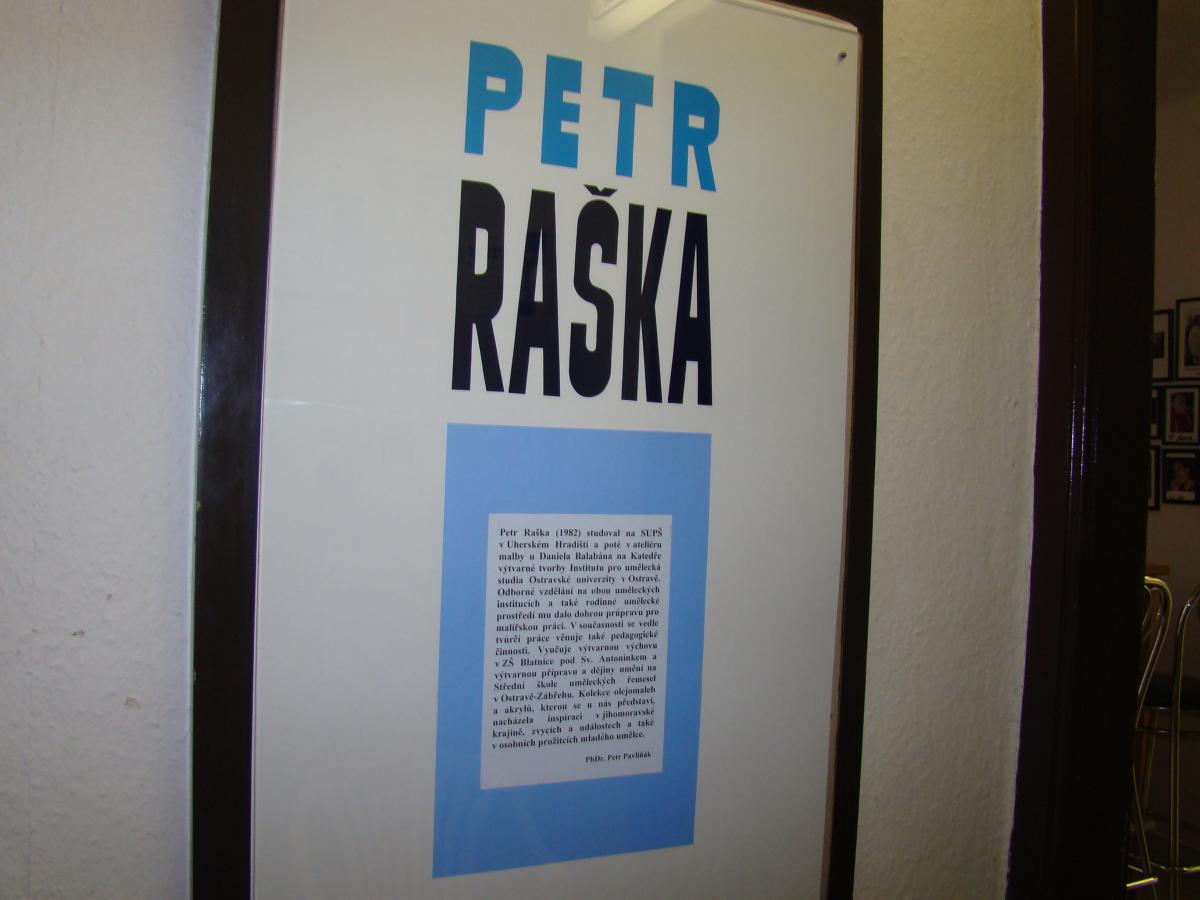 PETR
RAŠKA
Petr Raška (1982) studoval na SUPŠ
v Uherském Hradišti a poté v ateliéru
malby u Daniela Balabána na Katedře
výtvarné tvorby Institutu pro umělecká
studia Ostravské univerzity v Ostravě.
Odborné vzdělání na obou uměleckých
institucích a také rodinné umělecké
prostředí mu dalo dobrou průpravu pro
malířskou práci. V současnosti se vedle
tvůrčí práce věnuje také pedagogické
činnosti. Vyučuje výtvarnou výchovu
v ZŠ Blatnice pod Sv. Antonínkem a
výtvarnou přípravu a dějiny umění na
Střední škole uměleckých řemesel
v Ostravě-Zábřehu. Kolekce olejomaleb
a akrylů, kterou se u nás představí,
nacházela inspiraci v jihomoravské
krajině, zvycích a událostech a také
v osobních prožitcích mladého umělce.
PhDr. Petr Pavliňák